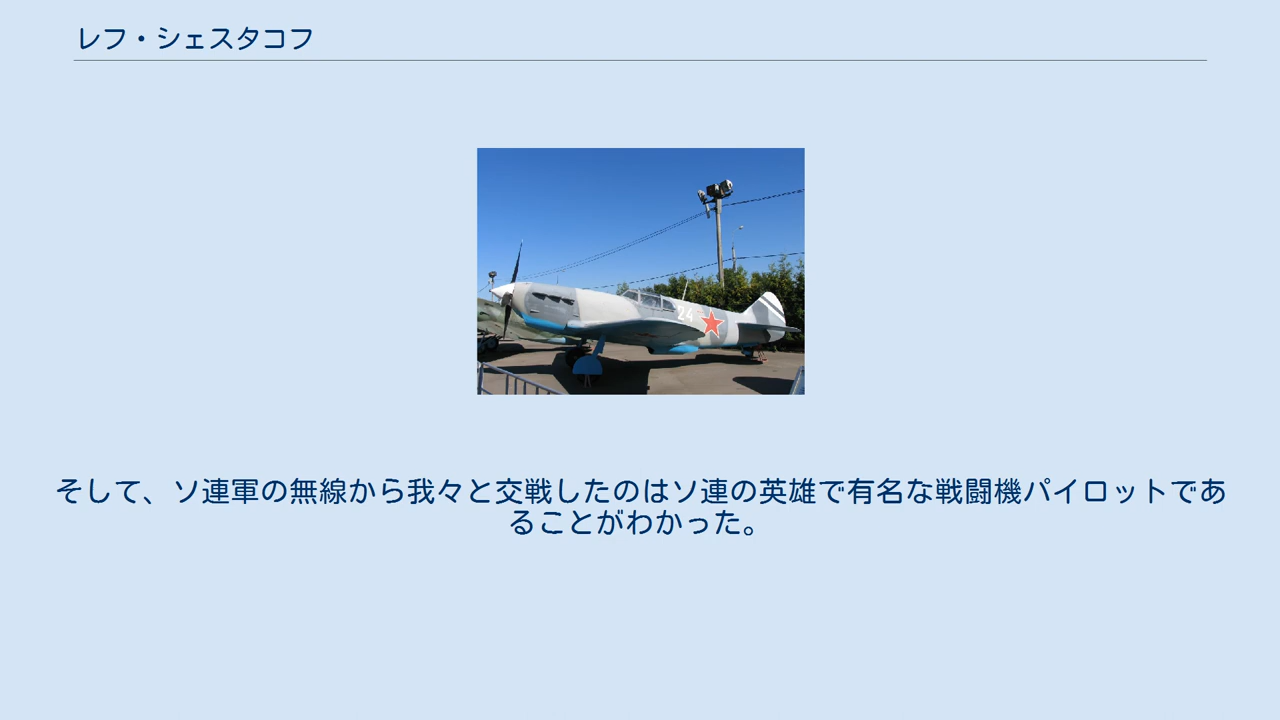 レフ・シェスタコフ
24
そして、ソ連軍の無線から我々と交戦したのはソ連の英雄で有名な戦闘機パイロットであ
ることがわかった。